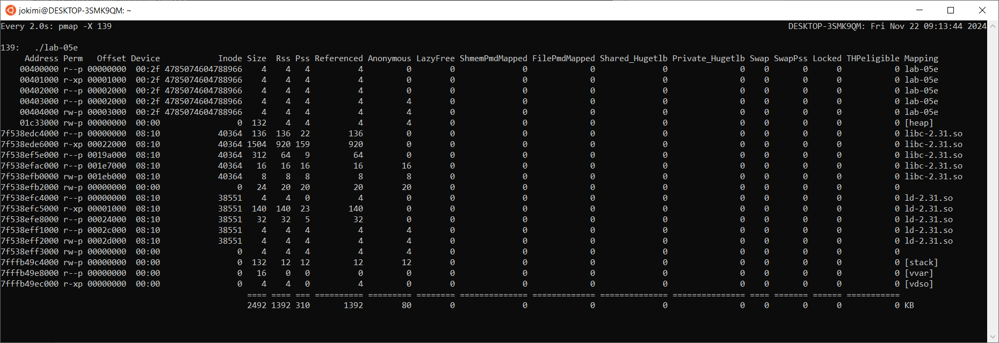 jokimi@DESKTOP-3SMK9QM: ~
Every 2.0s: pmap -X 139 DESKTOP-3SMK9QM: Fri Nov 22 09:13:44 2024
139: ./lab-05e
Address Perm Offset Device Inode Size Rss Pss Referenced Anonymous LazyFree ShmemPmdMapped FilePmdMapped Shared_Hugetlb Private_Hugetlb Swap SwapPss Locked THPeligible Mapping
00400000 r--p 00000000 00:2f 4785074604788966 4 4 4 4 0 0 0 0 0 0 0 0 0 0 lab-05e
00401000 r-xp 00001000 00:2f 4785074604788966 4 4 4 4 0 0 0 0 0 0 0 0 0 0 lab-05e
00402000 r--p 00002000 00:2f 4785074604788966 4 4 4 4 0 0 0 0 0 0 0 0 0 0 lab-05e
00403000 r--p 00002000 00:2f 4785074604788966 4 4 4 4 4 0 0 0 0 0 0 0 0 0 lab-05e
00404000 rw-p 00003000 00:2f 4785074604788966 4 4 4 4 4 0 0 0 0 0 0 0 0 0 lab-05e
01c33000 rw-p 00000000 00:00 0 132 4 4 4 4 0 0 0 0 0 0 0 0 0 [heap]
7f538edc4000 r--p 00000000 08:10 40364 136 136 22 136 0 0 0 0 0 0 0 0 0 0 libc-2.31.so
7f538ede6000 r-xp 00022000 08:10 40364 1504 920 159 920 0 0 0 0 0 0 0 0 0 0 libc-2.31.so
7f538ef5e000 r--p 0019a000 08:10 40364 312 64 9 64 0 0 0 0 0 0 0 0 0 0 libc-2.31.so
7f538efac000 r--p 001e7000 08:10 40364 16 16 16 16 16 0 0 0 0 0 0 0 0 0 libc-2.31.so
7f538efb0000 rw-p 001eb000 08:10 40364 8 8 8 8 8 0 0 0 0 0 0 0 0 0 libc-2.31.so
7f538efb2000 rw-p 00000000 00:00 0 24 20 20 20 20 0 0 0 0 0 0 0 0 0
7f538efc4000 r--p 00000000 08:10 38551 4 4 0 4 0 0 0 0 0 0 0 0 0 0 ld-2.31.so
7f538efc5000 r-xp 00001000 08:10 38551 140 140 23 140 0 0 0 0 0 0 0 0 0 0 ld-2.31.so
7f538efe8000 r--p 00024000 08:10 38551 32 32 5 32 0 0 0 0 0 0 0 0 0 0 ld-2.31.so
7f538eff1000 r--p 0002c000 08:10 38551 4 4 4 4 4 0 0 0 0 0 0 0 0 0 ld-2.31.so
7f538eff2000 rw-p 0002d000 08:10 38551 4 4 4 4 4 0 0 0 0 0 0 0 0 0 ld-2.31.so
7f538eff3000 rw-p 00000000 00:00 0 4 4 4 4 4 0 0 0 0 0 0 0 0 0
7fffb49c4000 rw-p 00000000 00:00 0 132 12 12 12 12 0 0 0 0 0 0 0 0 0 [stack]
7fffb49e8000 r--p 00000000 00:00 0 16 0 0 0 0 0 0 0 0 0 0 0 0 0 [vvar]
7fffb49ec000 r-xp 00000000 00:00 0 4 4 0 4 0 0 0 0 0 0 0 0 0 0 [vdso]
==== ==== === ========== ========= ======== ============== ============= ============== =============== ==== ======= ====== ===========
2492 1392 310 1392 80 0 0 0 0 0 0 0 0 0 KB